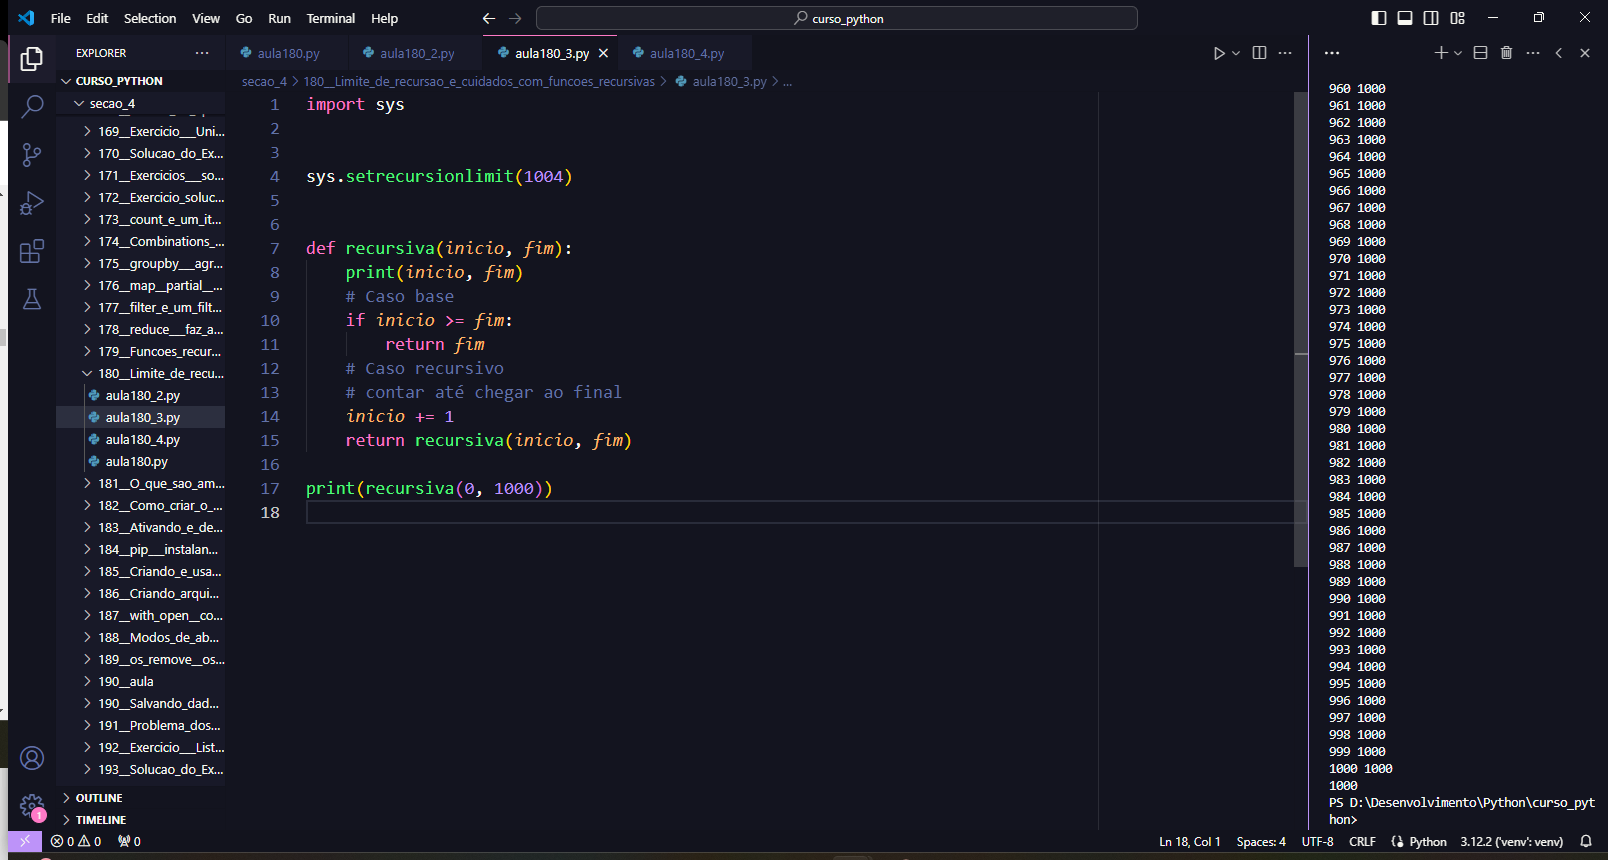 File Edit Selection View Go Run Terminal Help
curso_python
EXPLORER
aula180.py
aula180_2.py
aula180_3.py
aula180_4.py
CURSO_PYTHON
secao_4
169__Exercicio___Uni...
170__Solucao_do_Ex...
171__Exercicios___so...
172__Exercicio_soluc...
173__count_e_um_it...
174__Combinations_...
175__groupby___agr...
176__map__partial__...
177__filter_e_um_filt...
178__reduce___faz_a...
179__Funcoes_recur...
180__Limite_de_recu...
aula180_2.py
aula180_3.py
aula180_4.py
aula180.py
181__O_que_sao_am...
182__Como_criar_o_...
183__Ativando_e_de...
184__pip___instalan...
185__Criando_e_usa...
186__Criando_arqui...
187__with_open__co...
188__Modos_de_ab...
189__os_remove__os...
190__aula
190__Salvando_dad...
191__Problema_dos...
192__Exercicio___List...
193__Solucao_do_Ex...
OUTLINE
TIMELINE
secao_4 > 180__Limite_de_recursao_e_cuidados_com_funcoes_recursivas > aula180_3.py > ...
1 import sys
2
3
4 sys.setrecursionlimit(1004)
5
6
7 def recursiva(inicio, fim):
8     print(inicio, fim)
9     # Caso base
10     if inicio >= fim:
11         return fim
12     # Caso recursivo
13     # contar até chegar ao final
14     inicio += 1
15     return recursiva(inicio, fim)
16
17 print(recursiva(0, 1000))
18
960 1000
961 1000
962 1000
963 1000
964 1000
965 1000
966 1000
967 1000
968 1000
969 1000
970 1000
971 1000
972 1000
973 1000
974 1000
975 1000
976 1000
977 1000
978 1000
979 1000
980 1000
981 1000
982 1000
983 1000
984 1000
985 1000
986 1000
987 1000
988 1000
989 1000
990 1000
991 1000
992 1000
993 1000
994 1000
995 1000
996 1000
997 1000
998 1000
999 1000
1000 1000
1000
PS D:\Desenvolvimento\Python\curso_pyt
hon>
1
0 0 0
Ln 18, Col 1 Spaces: 4 UTF-8 CRLF Python 3.12.2 ('venv': venv)